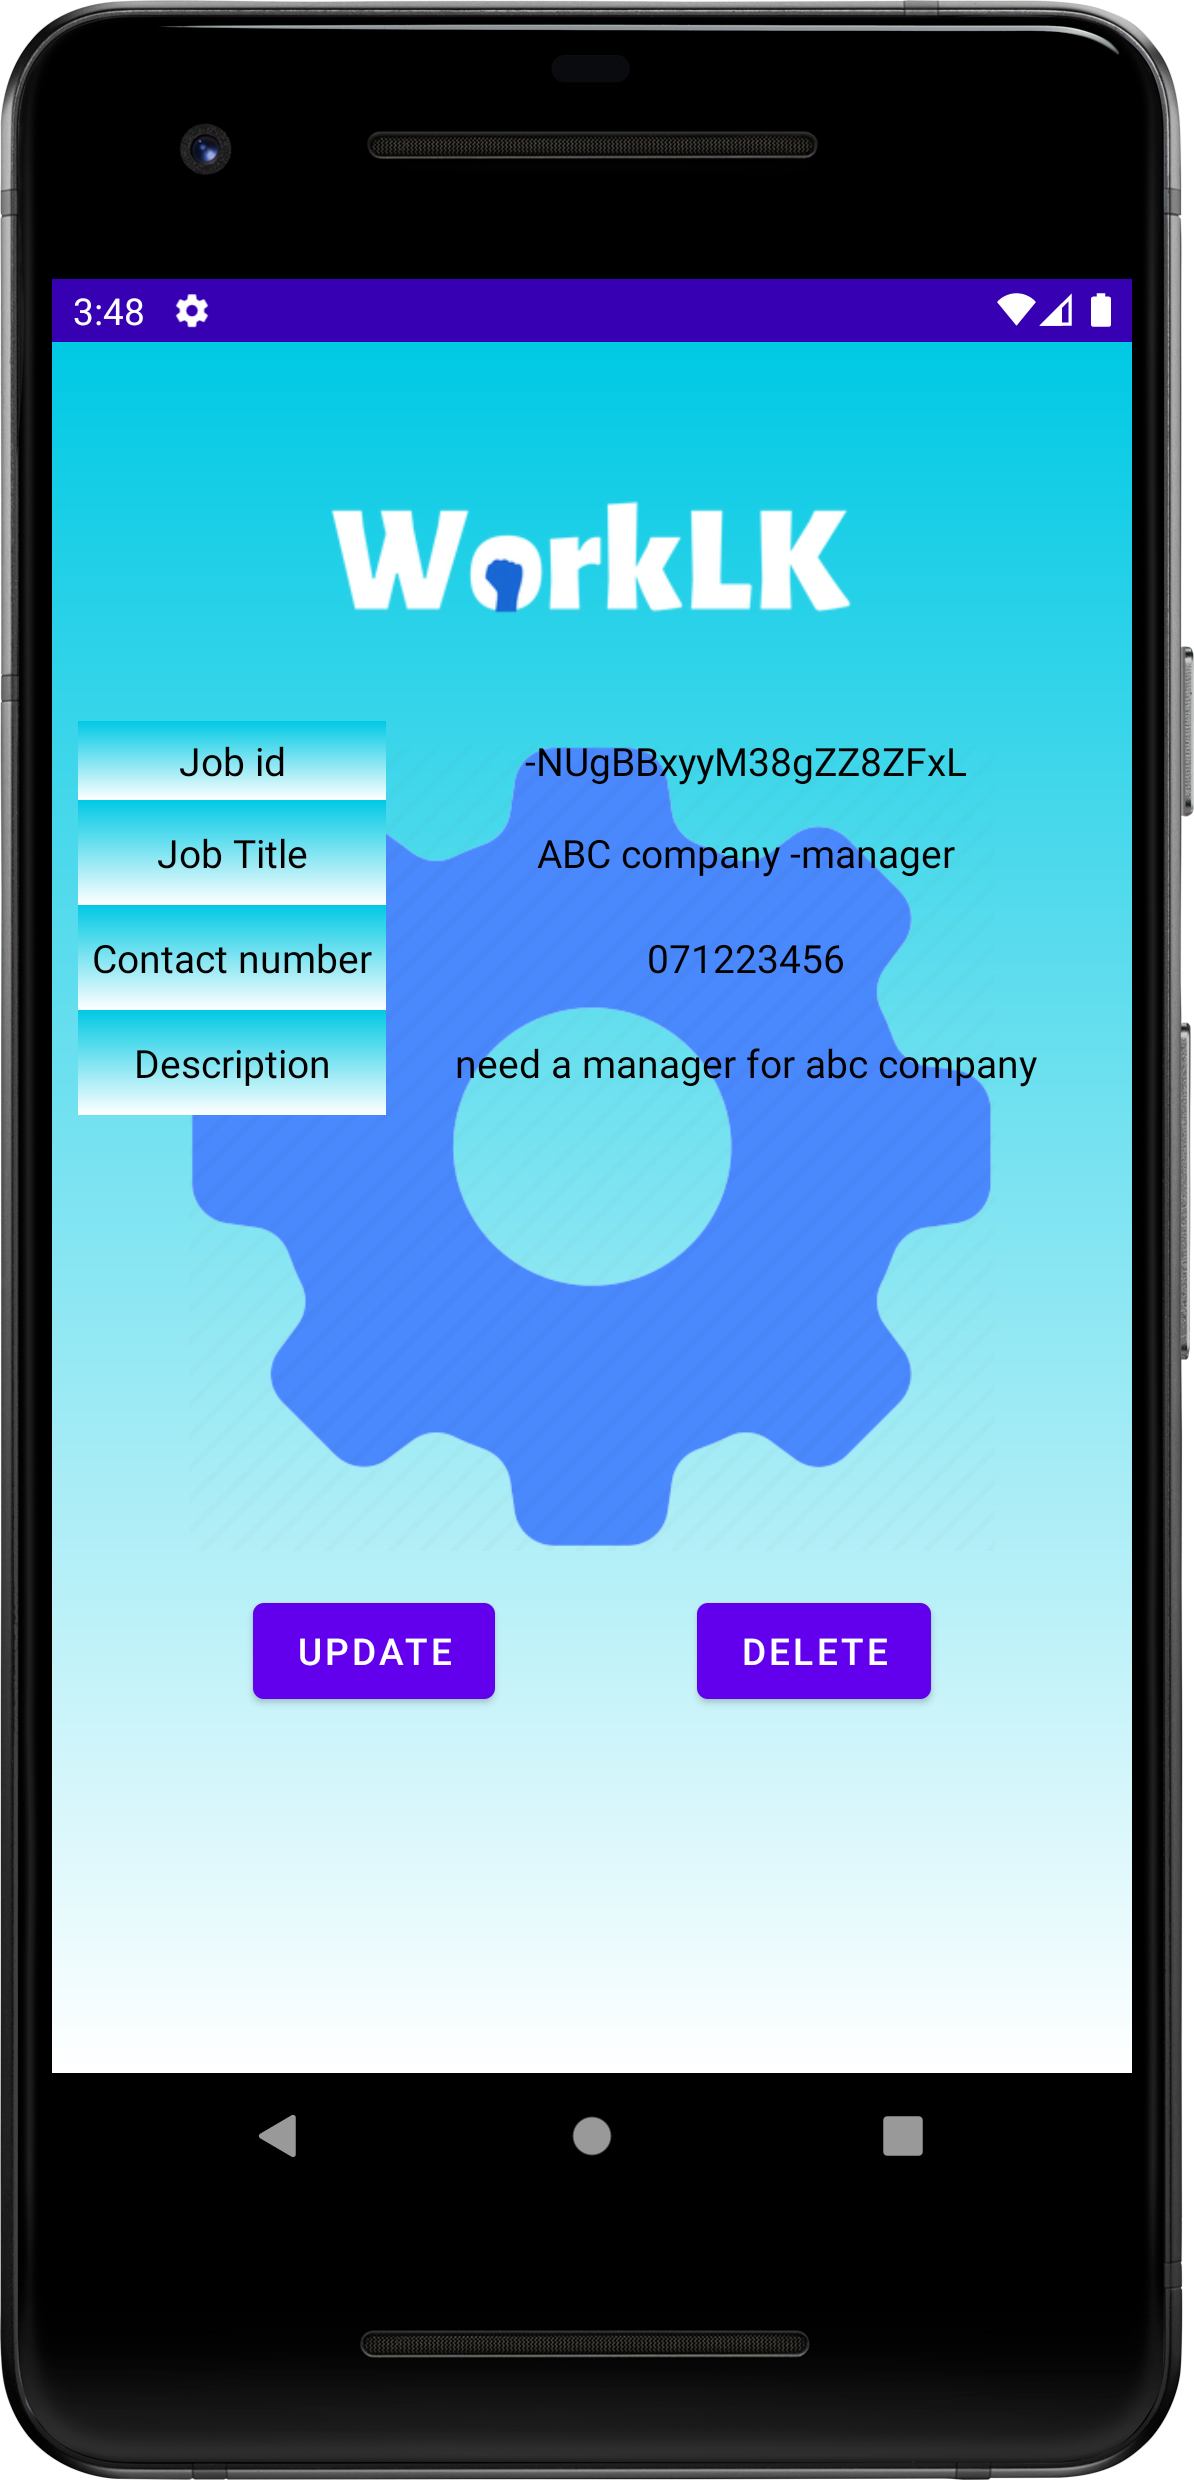 3:48
WorkLK
Job id -NUgBBxyyM38gZZ8ZFxL
Job Title ABC company -manager
Contact number 071223456
Description need a manager for abc company
UPDATE DELETE